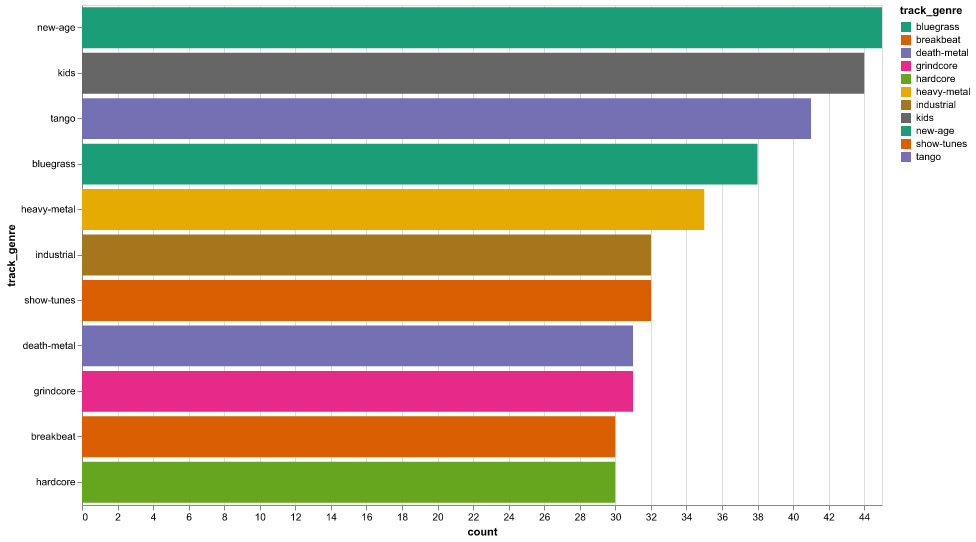 track_genre
bluegrass
breakbeat
death-metal
grindcore
hardcore
heavy-metal
industrial
kids
new-age
show-tunes
tango
track_genre
new-age
kids
tango
bluegrass
heavy-metal
industrial
show-tunes
death-metal
grindcore
breakbeat
hardcore
0 2 4 6 8 10 12 14 16 18 20 22 24 26 28 30 32 34 36 38 40 42 44
count